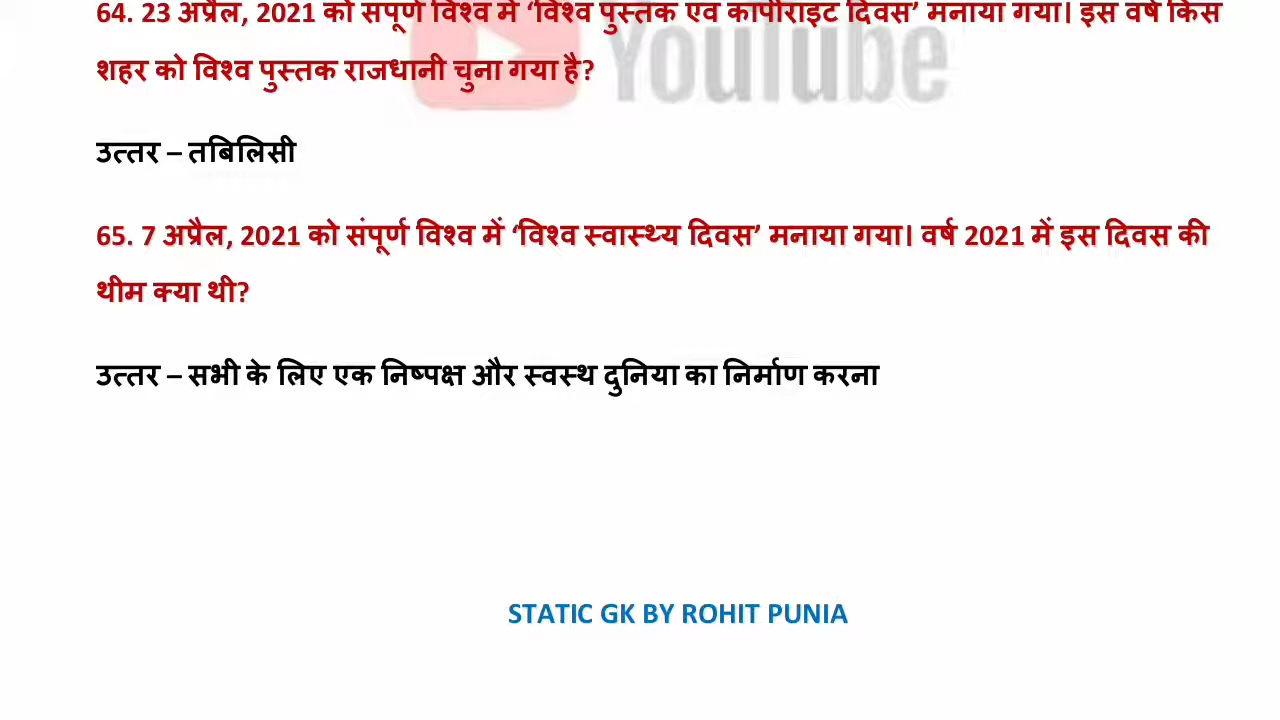 64. 23 अप्रैल, 2021 को संपूर्ण विश्व में ‘विश्व पुस्तक एवं कॉपीराइट दिवस’ मनाया गया। इस वर्ष किस
शहर को विश्व पुस्तक राजधानी चुना गया है?
YouTube
उत्तर – तबिलिसी
65. 7 अप्रैल, 2021 को संपूर्ण विश्व में ‘विश्व स्वास्थ्य दिवस’ मनाया गया। वर्ष 2021 में इस दिवस की
थीम क्या थी?
उत्तर – सभी के लिए एक निष्पक्ष और स्वस्थ दुनिया का निर्माण करना
STATIC GK BY ROHIT PUNIA